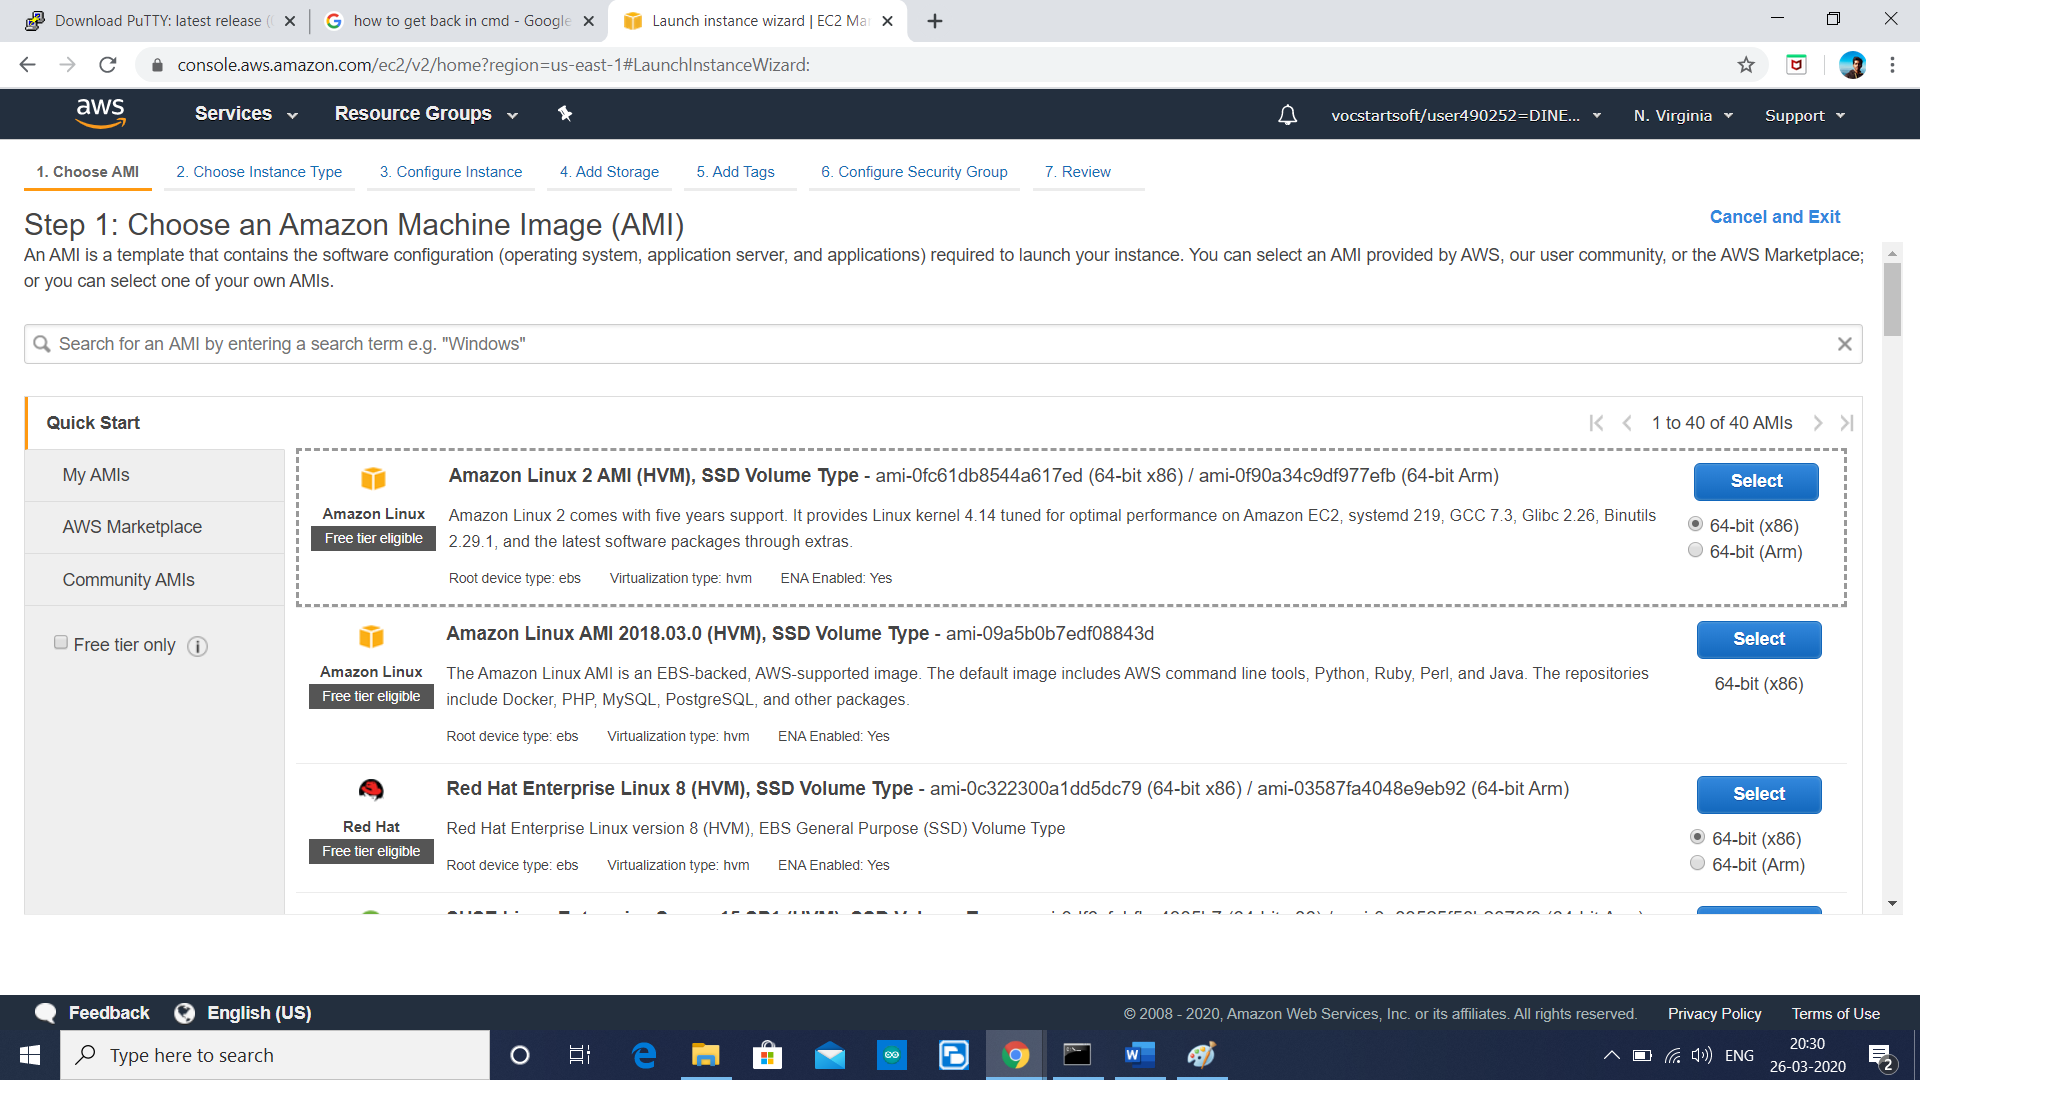 Download PuTTY: latest release (
how to get back in cmd - Google
Launch instance wizard | EC2 Ma
console.aws.amazon.com/ec2/v2/home?region=us-east-1#LaunchInstanceWizard:
aws
Services
Resource Groups
vocstartsoft/user490252=DINE...
N. Virginia
Support
1. Choose AMI
2. Choose Instance Type
3. Configure Instance
4. Add Storage
5. Add Tags
6. Configure Security Group
7. Review
Step 1: Choose an Amazon Machine Image (AMI)
Cancel and Exit
An AMI is a template that contains the software configuration (operating system, application server, and applications) required to launch your instance. You can select an AMI provided by AWS, our user community, or the AWS Marketplace;
or you can select one of your own AMIs.
Search for an AMI by entering a search term e.g. "Windows"
Quick Start
1 to 40 of 40 AMIs
My AMIs
AWS Marketplace
Community AMIs
Free tier only
Amazon Linux
Free tier eligible
Amazon Linux 2 AMI (HVM), SSD Volume Type - ami-0fc61db8544a617ed (64-bit x86) / ami-0f90a34c9df977efb (64-bit Arm)
Amazon Linux 2 comes with five years support. It provides Linux kernel 4.14 tuned for optimal performance on Amazon EC2, systemd 219, GCC 7.3, Glibc 2.26, Binutils
2.29.1, and the latest software packages through extras.
Root device type: ebs Virtualization type: hvm ENA Enabled: Yes
Select
64-bit (x86)
64-bit (Arm)
Amazon Linux
Free tier eligible
Amazon Linux AMI 2018.03.0 (HVM), SSD Volume Type - ami-09a5b0b7edf08843d
The Amazon Linux AMI is an EBS-backed, AWS-supported image. The default image includes AWS command line tools, Python, Ruby, Perl, and Java. The repositories
include Docker, PHP, MySQL, PostgreSQL, and other packages.
Root device type: ebs Virtualization type: hvm ENA Enabled: Yes
Select
64-bit (x86)
Red Hat
Free tier eligible
Red Hat Enterprise Linux 8 (HVM), SSD Volume Type - ami-0c322300a1dd5dc79 (64-bit x86) / ami-03587fa4048e9eb92 (64-bit Arm)
Red Hat Enterprise Linux version 8 (HVM), EBS General Purpose (SSD) Volume Type
Root device type: ebs Virtualization type: hvm ENA Enabled: Yes
Select
64-bit (x86)
64-bit (Arm)
Feedback
English (US)
© 2008 - 2020, Amazon Web Services, Inc. or its affiliates. All rights reserved.
Privacy Policy
Terms of Use
Type here to search
ENG
20:30
26-03-2020
2